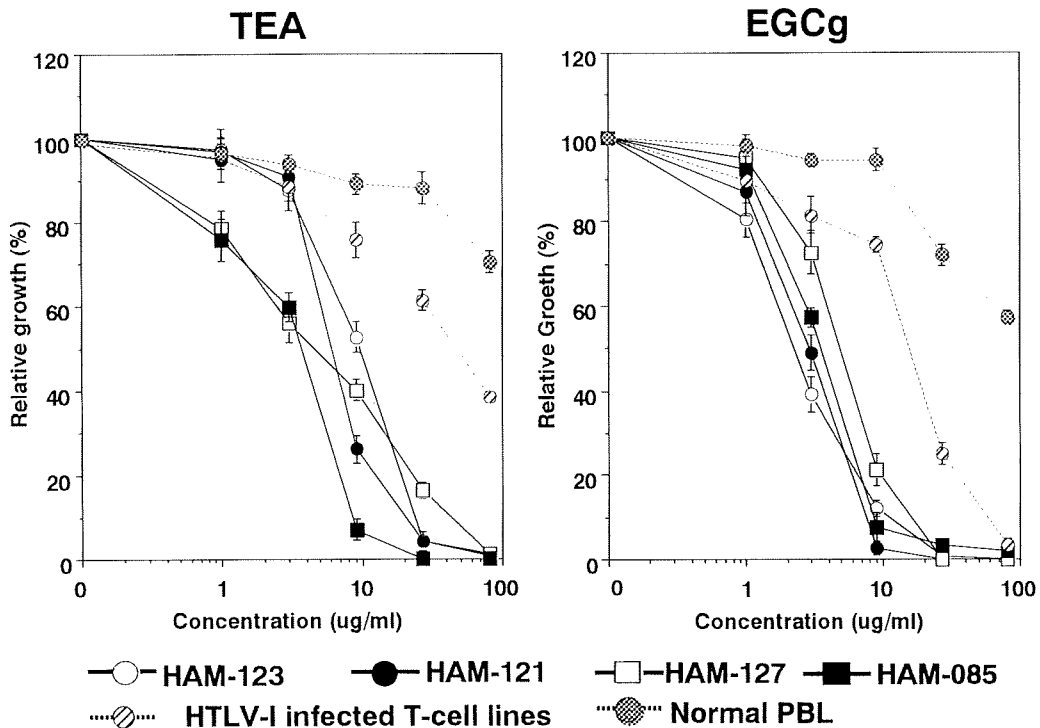 TEA
EGCg
120
100
80
60
40
20
0
Relative growth (%)
0
1
10
100
Concentration (ug/ml)
120
100
80
60
40
20
0
Relative Groeth (%)
0
1
10
100
Concentration (ug/ml)
HAM-123
HAM-121
HAM-127
HAM-085
HTLV-I infected T-cell lines
Normal PBL